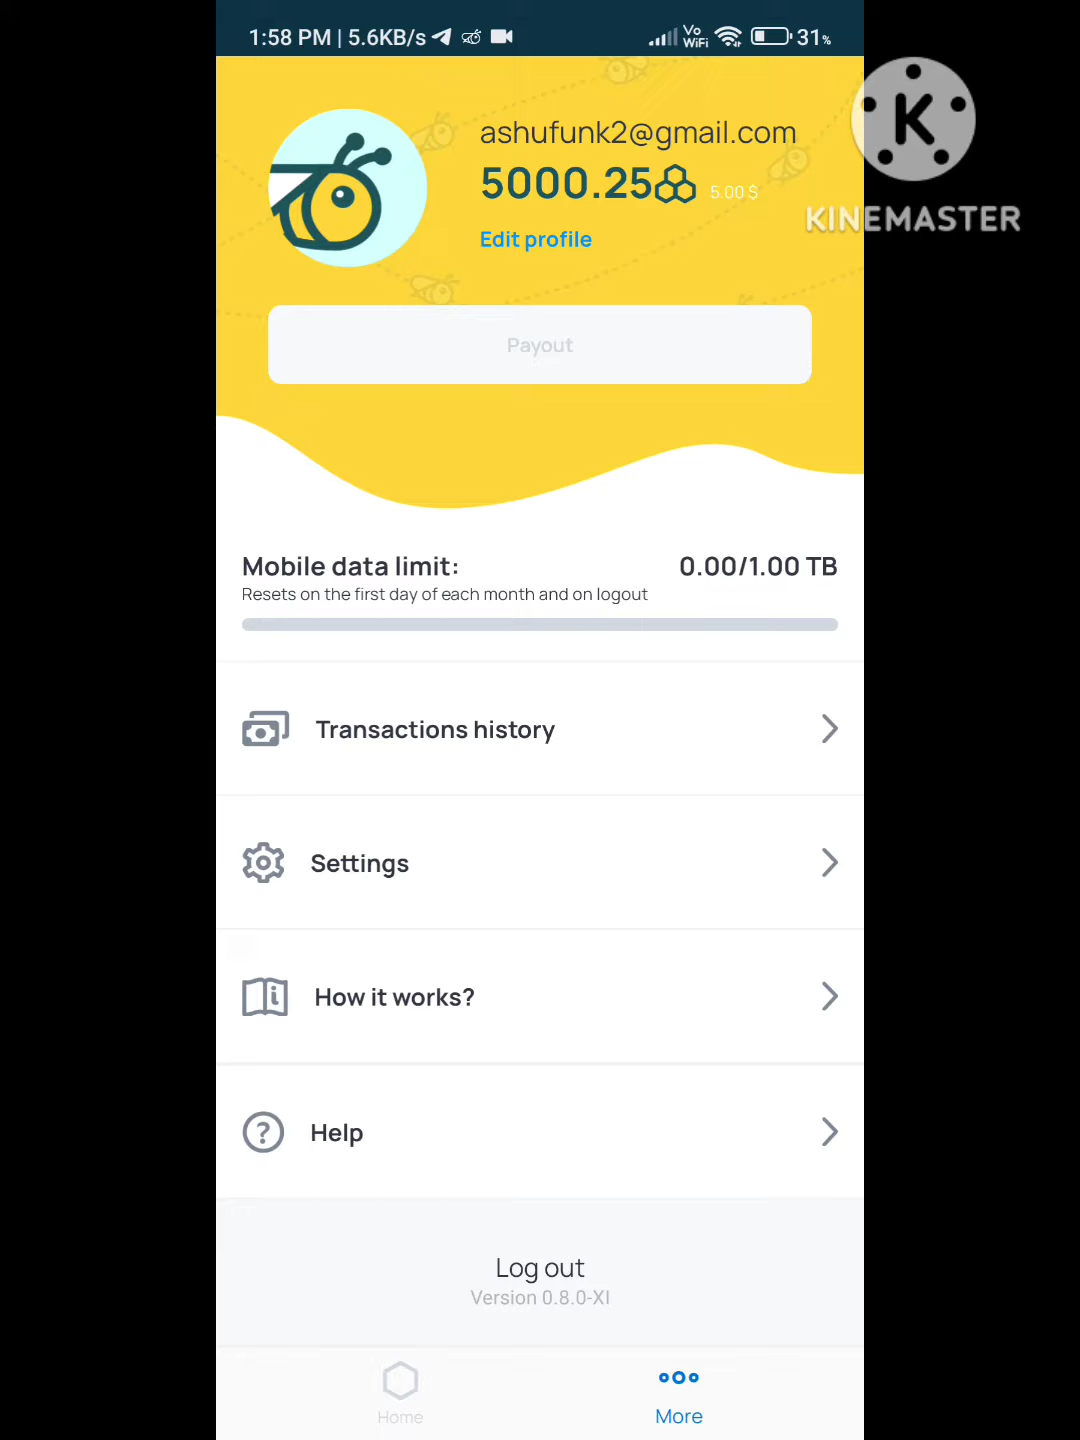 1:58 PM | 5.6KB/s
Vo
WiFi
31%
K
KINEMASTER
ashufunk2@gmail.com
5000.25
5.00 $
Edit profile
Payout
Mobile data limit:
0.00/1.00 TB
Resets on the first day of each month and on logout
Transactions history
Settings
How it works?
Help
Log out
Version 0.8.0-XI
Home
More